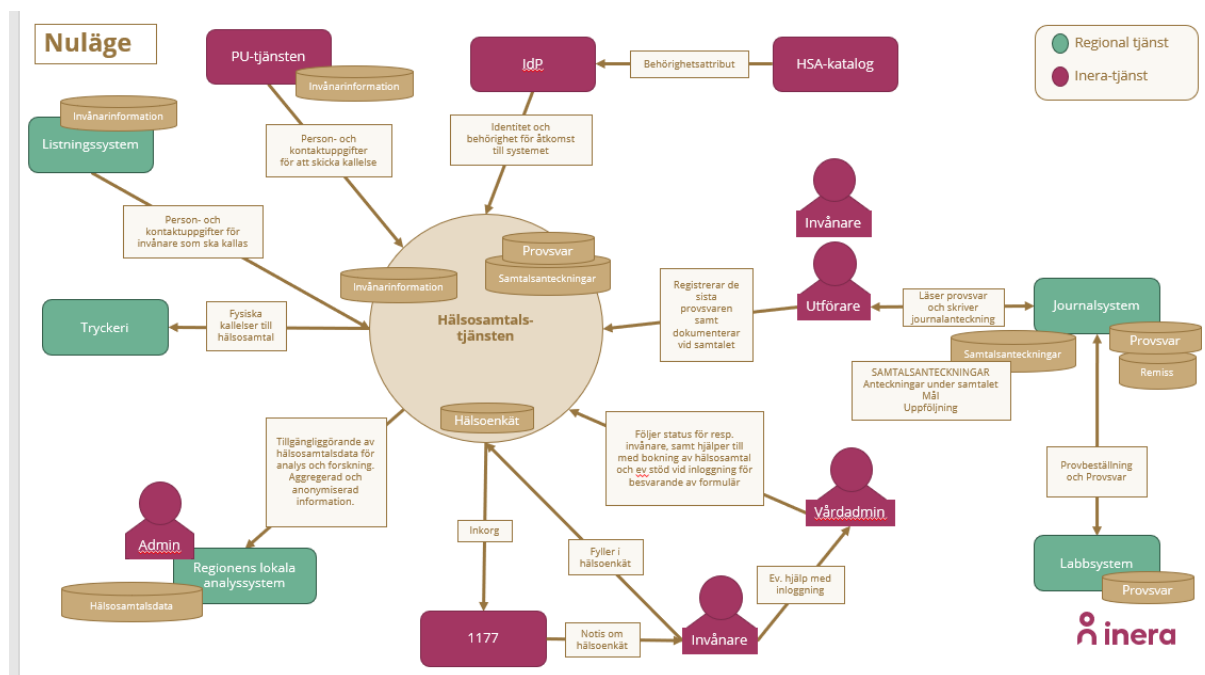 Nuläge
PU-tjänsten
Invånarinformation
IdP
Behörighetsattribut
HSA-katalog
Regional tjänst
Inera-tjänst
Invånarinformation
Listningssystem
Person- och
kontaktuppgifter
för att skicka kallelse
Identitet och
behörighet för åtkomst
till systemet
Person- och
kontaktuppgifter för
invånare som ska kallas
Invånare
Provsvar
Samtalsanteckningar
Invånarinformation
Hälsosamtals-
tjänsten
Registrerar de
sista
provsvaren
samt
dokumenterar
vid samtalet
Utförare
Läser provsvar
och skriver
journalanteckning
Journalsystem
Provsvar
Samtalsanteckningar
Remiss
SAMTALSANTECKNINGAR
Anteckningar under samtalet
Mål
Uppföljning
Tryckeri
Fysiska
kallelser till
hälsosamtal
Hälsoenkät
Tillgängliggörande av
hälsosamtalsdata för
analys och forskning.
Aggregerad och
anonymiserad
information.
Följer status för resp.
invånare, samt hjälper till
med bokning av hälsosamtal
och ev stöd vid inloggning för
besvarande av formulär
Provbeställning
och Provsvar
Vårdadmin
Admin
Regionens lokala
analyssystem
Hälsosamtalsdata
Inkorg
Fyller i
hälsoenkät
Ev. hjälp med
inloggning
Labbsystem
Provsvar
1177
Notis om
hälsoenkät
Invånare
inera